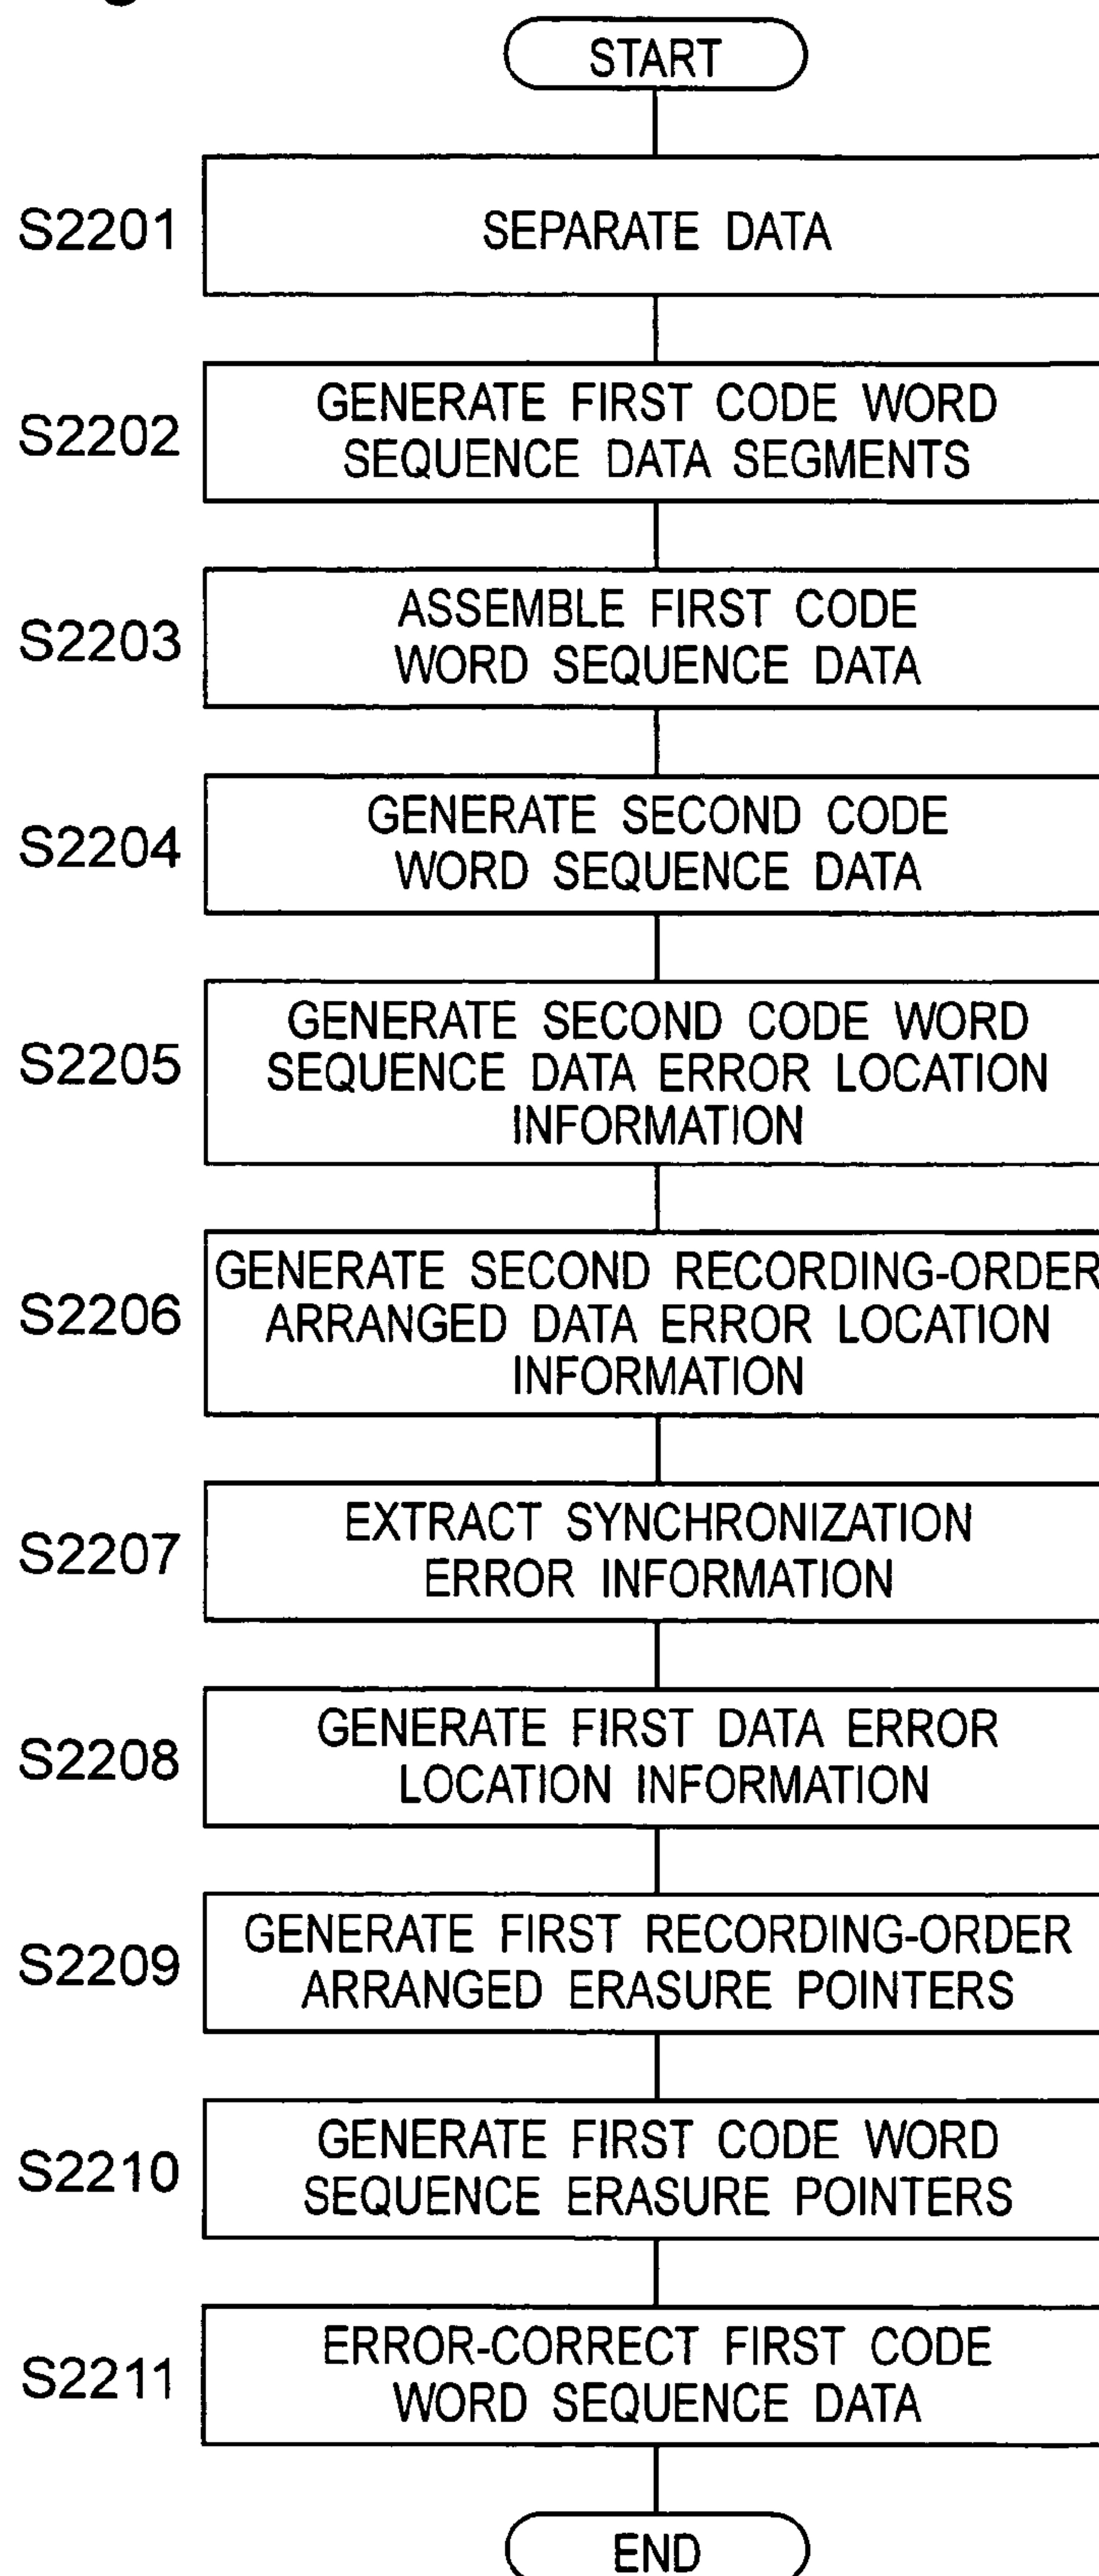 START
S2201
SEPARATE DATA
S2202
GENERATE FIRST CODE WORD
SEQUENCE DATA SEGMENTS
S2203
ASSEMBLE FIRST CODE
WORD SEQUENCE DATA
S2204
GENERATE SECOND CODE
WORD SEQUENCE DATA
S2205
GENERATE SECOND CODE WORD
SEQUENCE DATA ERROR LOCATION
INFORMATION
S2206
GENERATE SECOND RECORDING-ORDER
ARRANGED DATA ERROR LOCATION
INFORMATION
S2207
EXTRACT SYNCHRONIZATION
ERROR INFORMATION
S2208
GENERATE FIRST DATA ERROR
LOCATION INFORMATION
S2209
GENERATE FIRST RECORDING-ORDER
ARRANGED ERASURE POINTERS
S2210
GENERATE FIRST CODE WORD
SEQUENCE ERASURE POINTERS
S2211
ERROR-CORRECT FIRST CODE
WORD SEQUENCE DATA
END